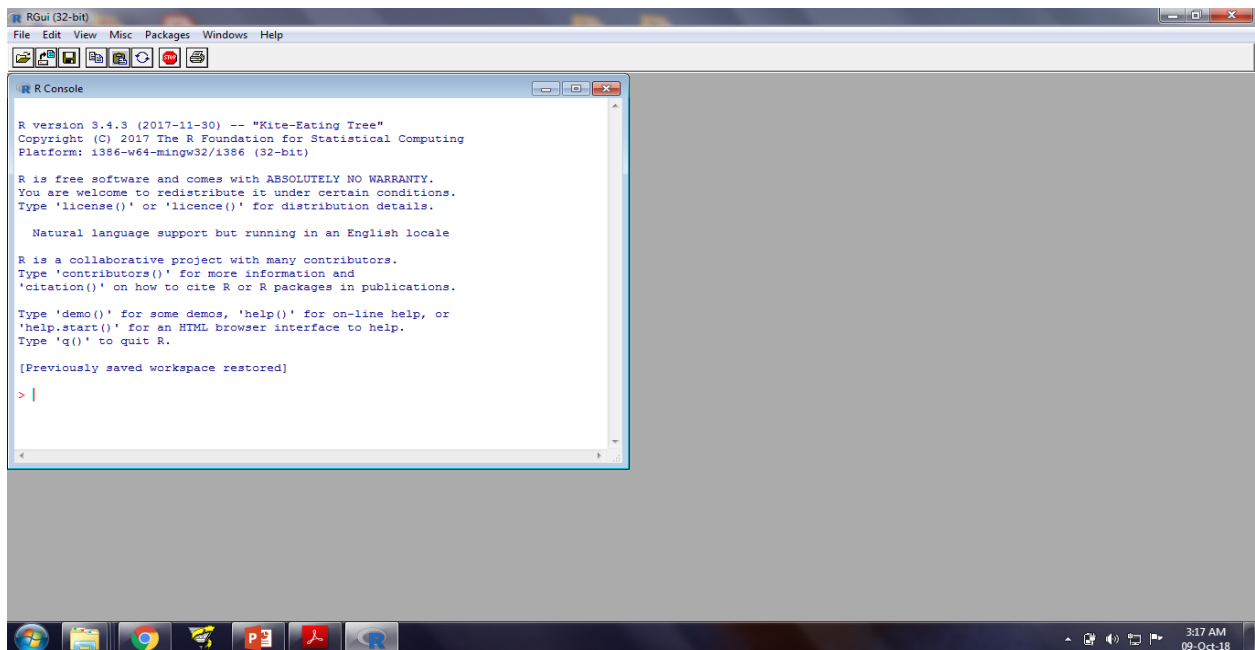 RGui (32-bit)
File Edit View Misc Packages Windows Help
STOP
R Console
R version 3.4.3 (2017-11-30) -- "Kite-Eating Tree"
Copyright (C) 2017 The R Foundation for Statistical Computing
Platform: i386-w64-mingw32/i386 (32-bit)
R is free software and comes with ABSOLUTELY NO WARRANTY.
You are welcome to redistribute it under certain conditions.
Type 'license()' or 'licence()' for distribution details.
Natural language support but running in an English locale
R is a collaborative project with many contributors.
Type 'contributors()' for more information and
'citation()' on how to cite R or R packages in publications.
Type 'demo()' for some demos, 'help()' for on-line help, or
'help.start()' for an HTML browser interface to help.
Type 'q()' to quit R.
[Previously saved workspace restored]
>
3:17 AM
09-Oct-18